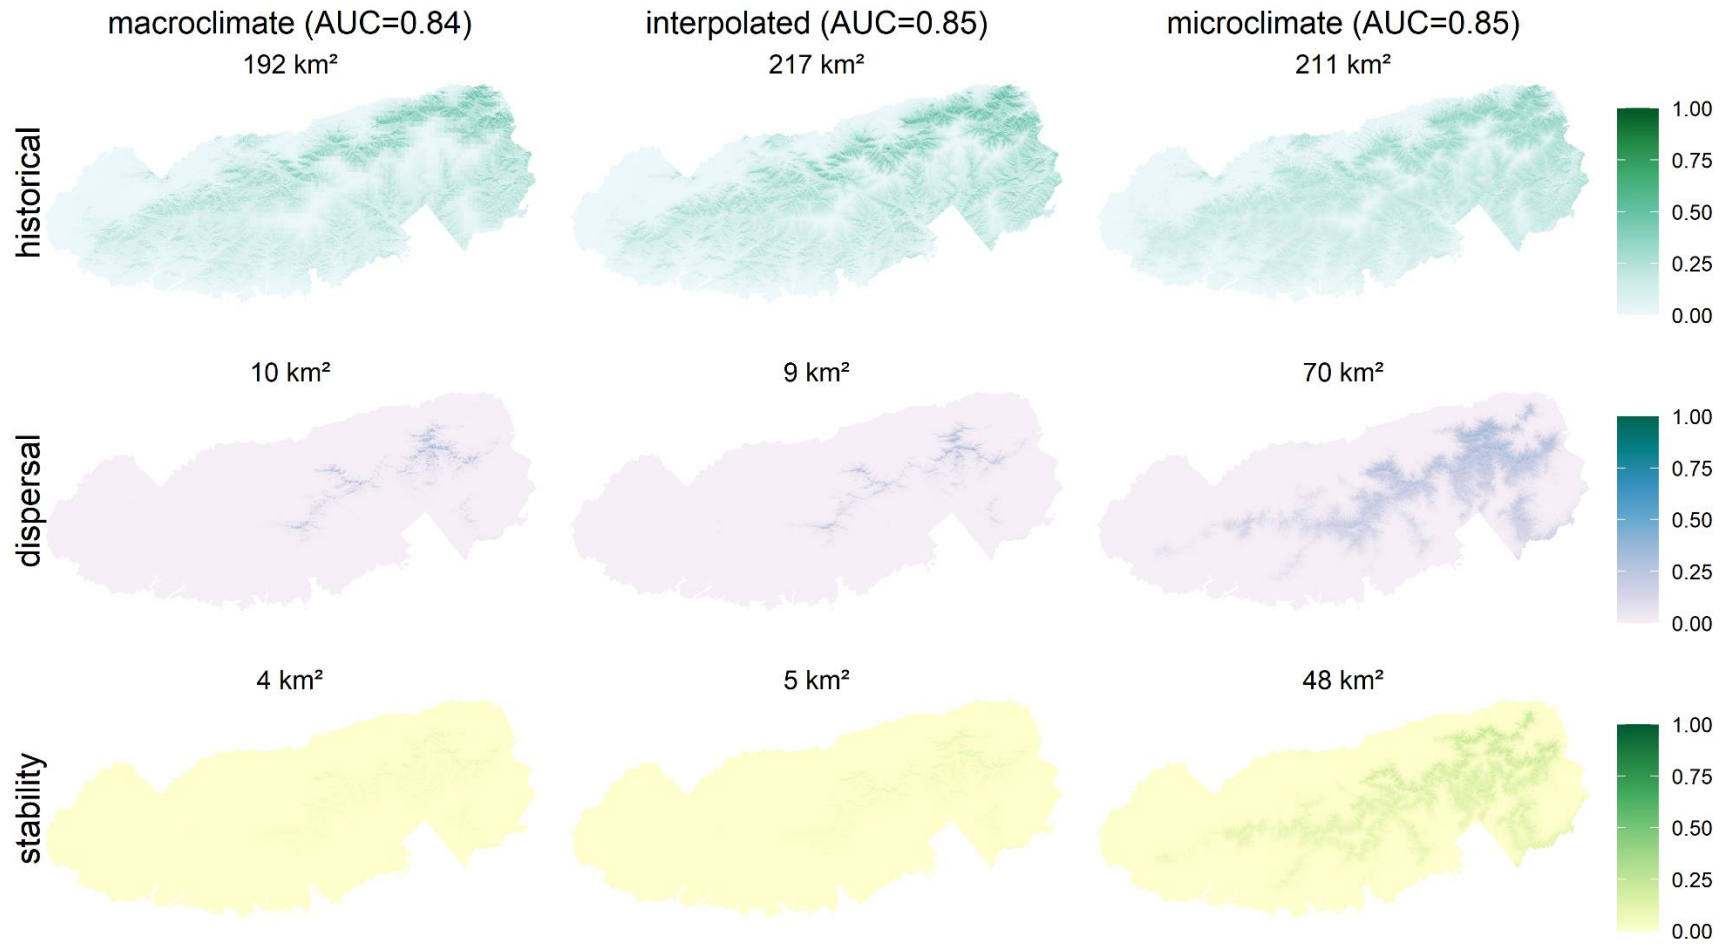 macroclimate (AUC=0.84)
interpolated (AUC=0.85)
microclimate (AUC=0.85)
192 km²
217 km²
211 km²
historical
1.00
0.75
0.50
0.25
0.00
10 km²
9 km²
70 km²
dispersal
1.00
0.75
0.50
0.25
0.00
4 km²
5 km²
48 km²
stability
1.00
0.75
0.50
0.25
0.00